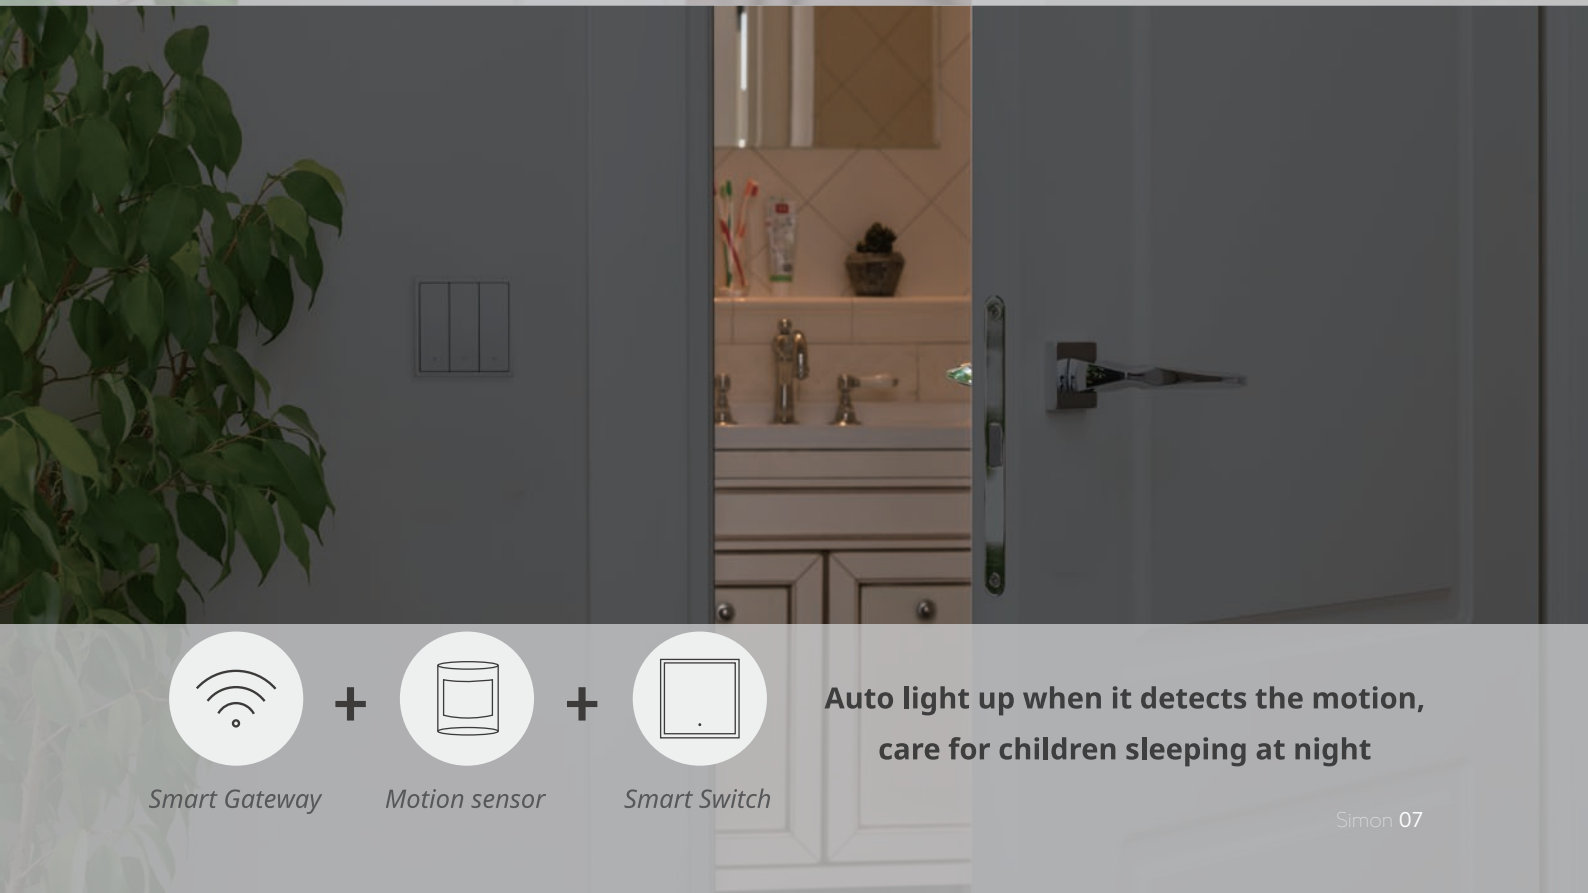 Auto light up when it detects the motion,
care for children sleeping at night
+
+
Smart Gateway
Motion sensor
Smart Switch
Simon 07